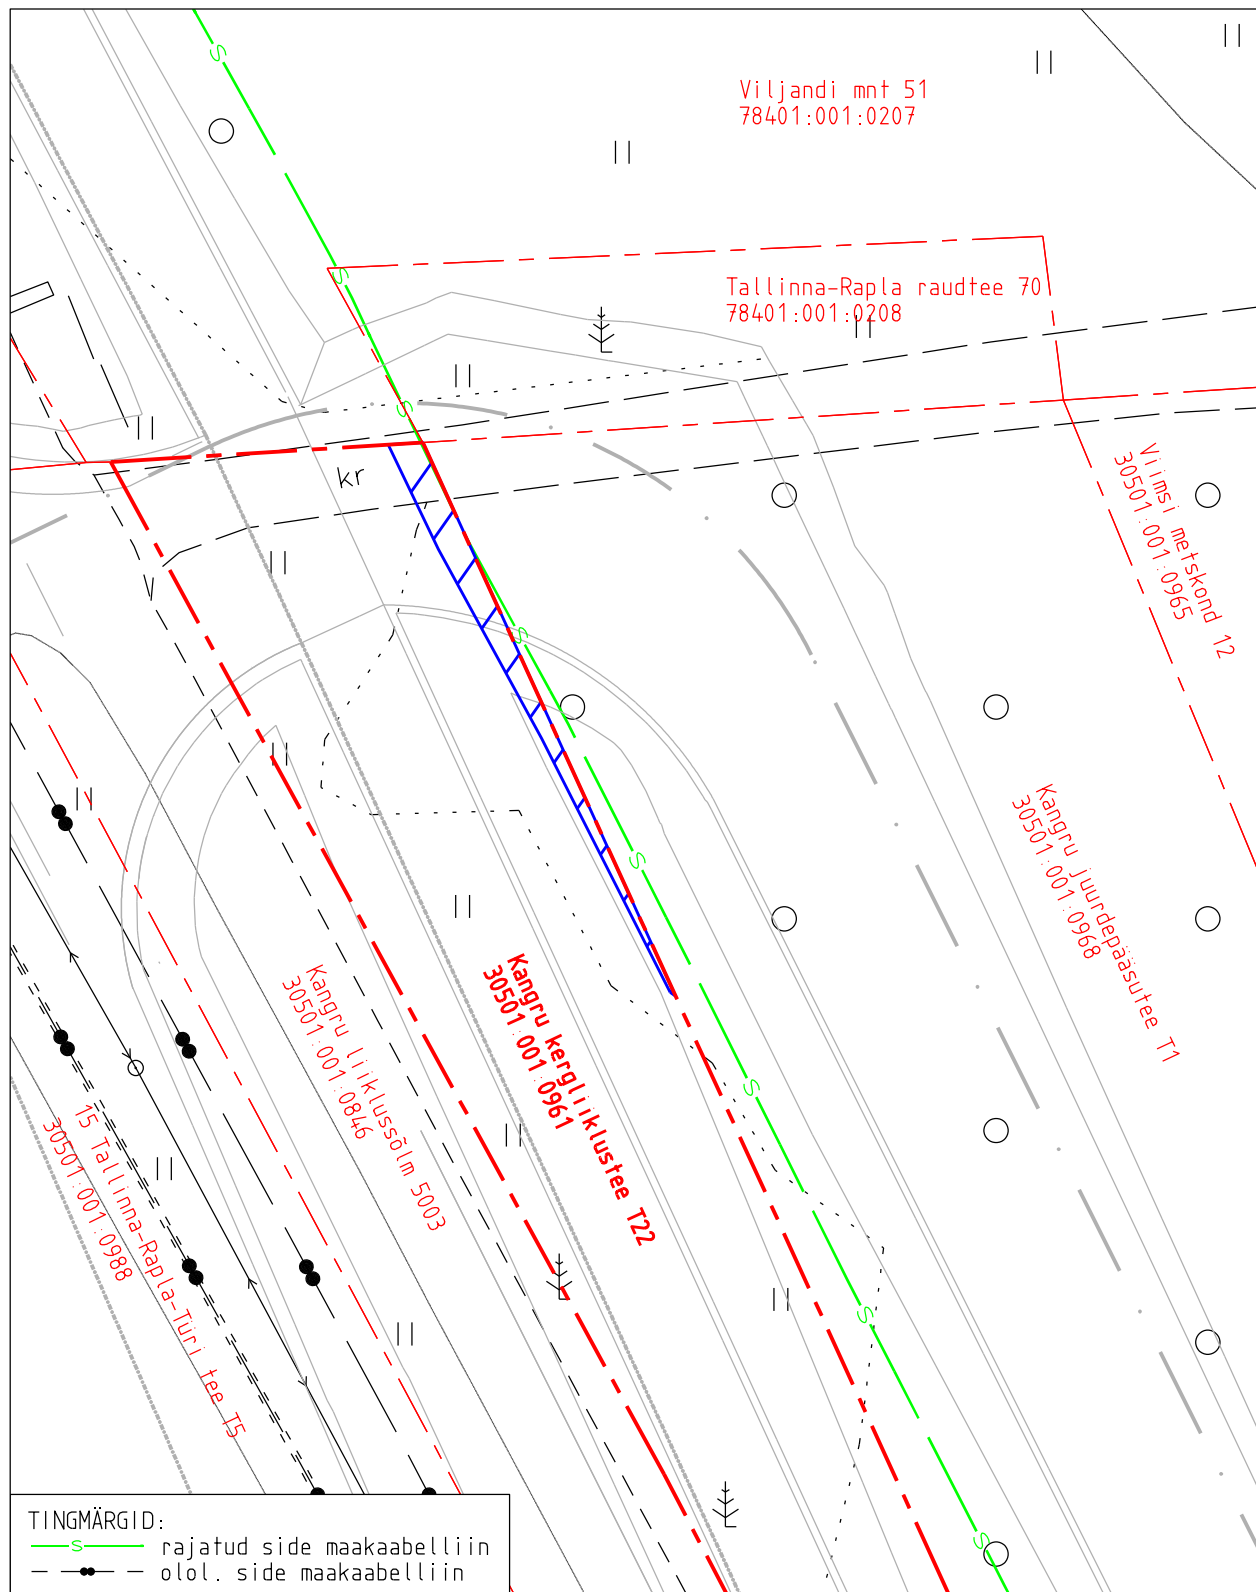 Viljandi mnt 51
78401:001:0207
Tallinna-Rapla raudtee 70
78401:001:0208
kr
Viimsi metskond 12
30501:001:0965
Kangru juurdepääsutee T1
30501:001:0968
Kangru kergliiklustee T22
30501:001:0961
Kangru liiklussõlm 5003
30501:001:0846
15 Tallinna-Rapla-Türi tee T5
30501:001:0988
S
S
S
S
S
S
S
S
TINGMÄRGID:
S rajatud side maakaabelliin
olol. side maakaabelliin